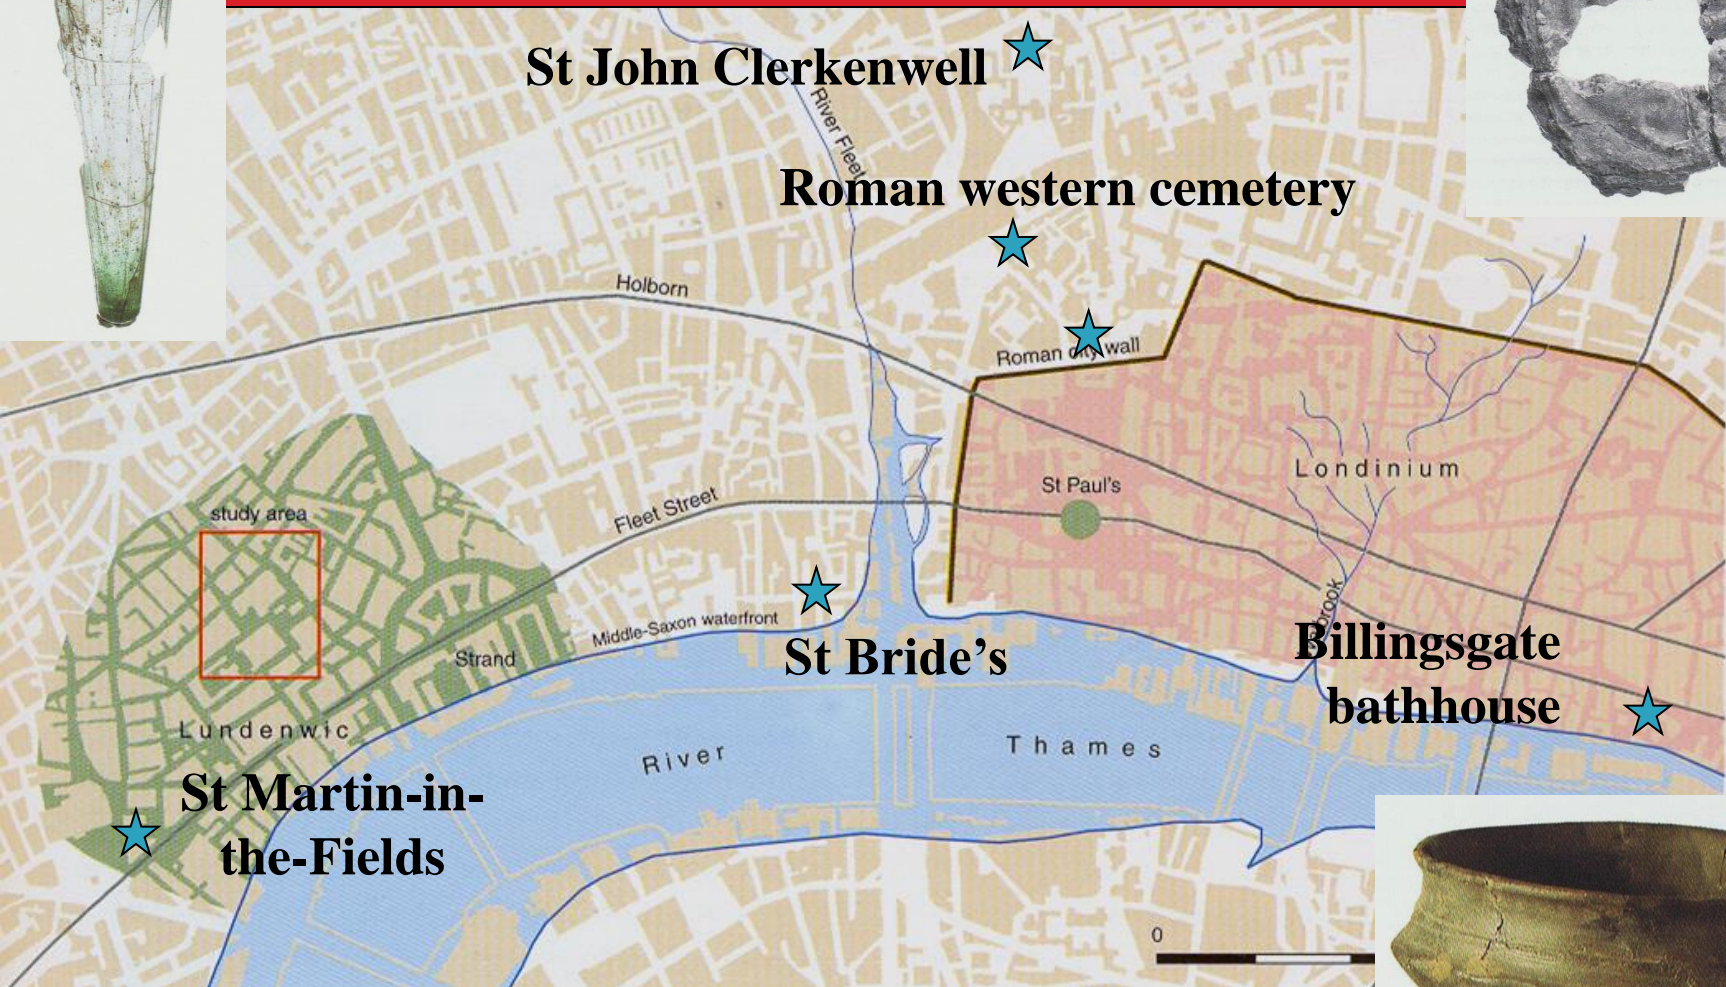 St John Clerkenwell
River Fleet
Roman western cemetery
Holborn
Roman city wall
Londinium
St Paul's
Fleet Street
study area
Middle-Saxon waterfront
Strand
St Bride's
Billingsgate
bathhouse
Lundenwic
River Thames
St Martin-in-
the-Fields
0